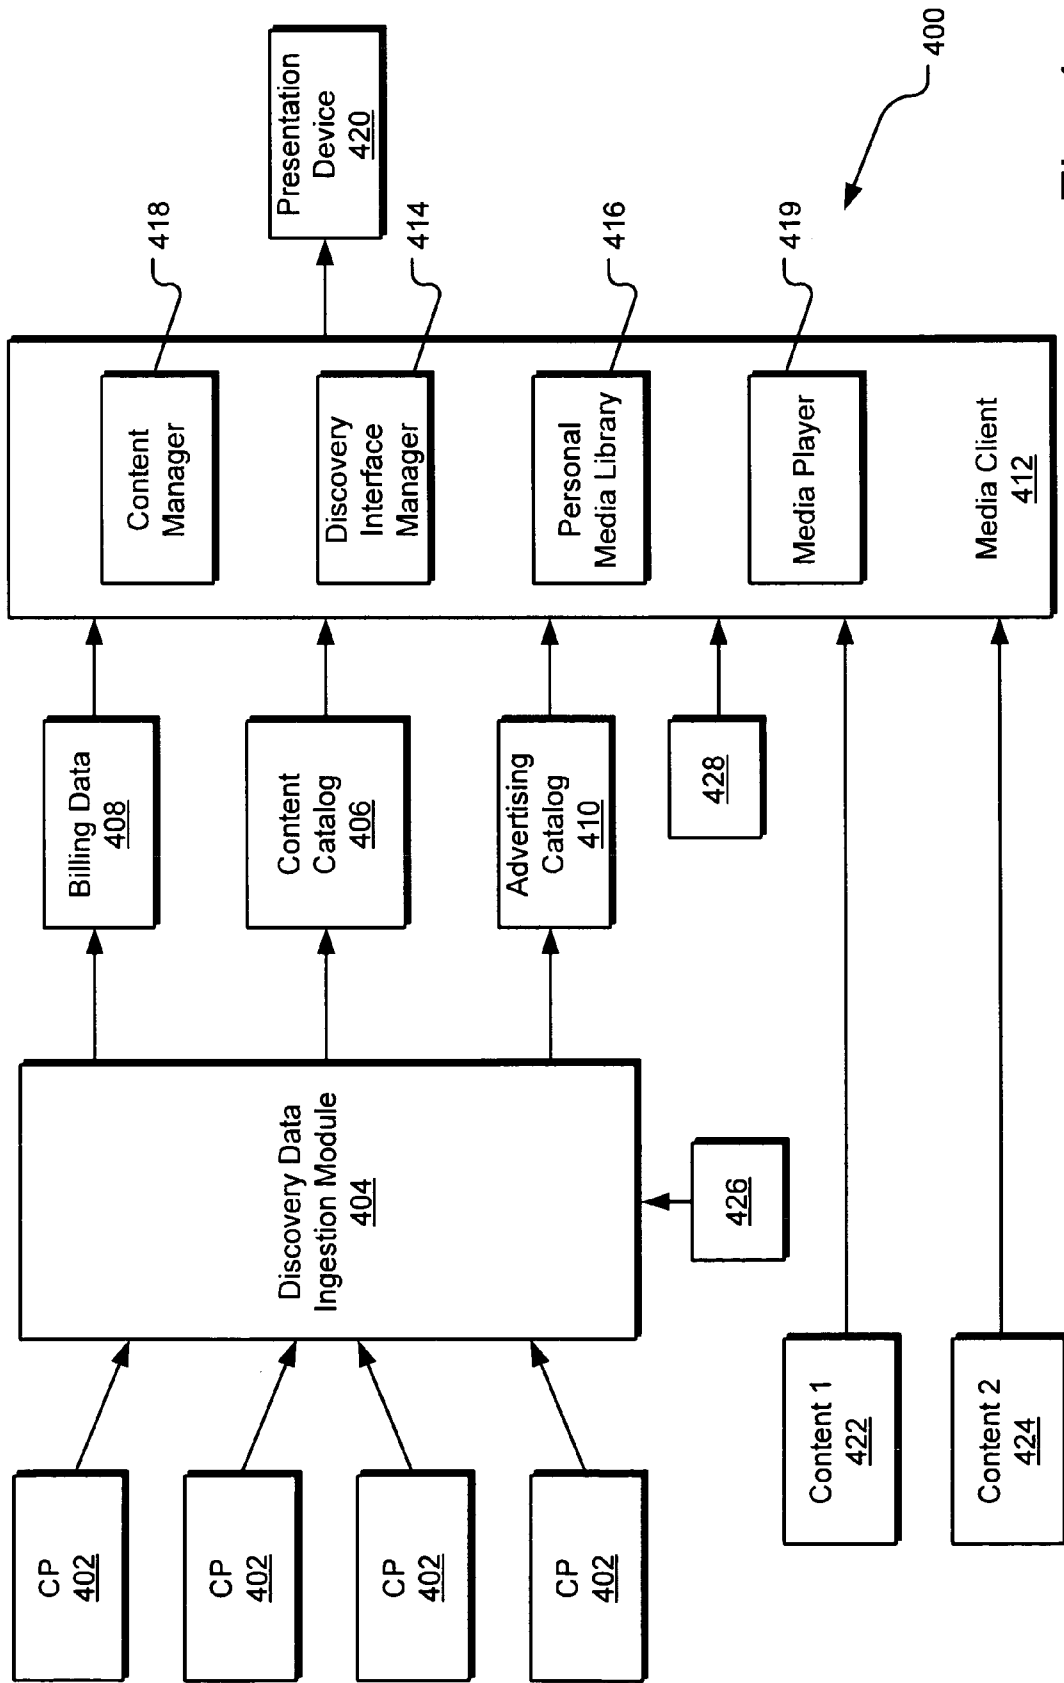 CP
402
CP
402
CP
402
CP
402
Content 1
422
Content 2
424
Discovery Data
Ingestion Module
404
426
Billing Data
408
Content
Catalog
406
Advertising
Catalog
410
428
Content
Manager
418
Discovery
Interface
Manager
414
Personal
Media Library
416
Media Player
419
Media Client
412
Presentation
Device
420
400